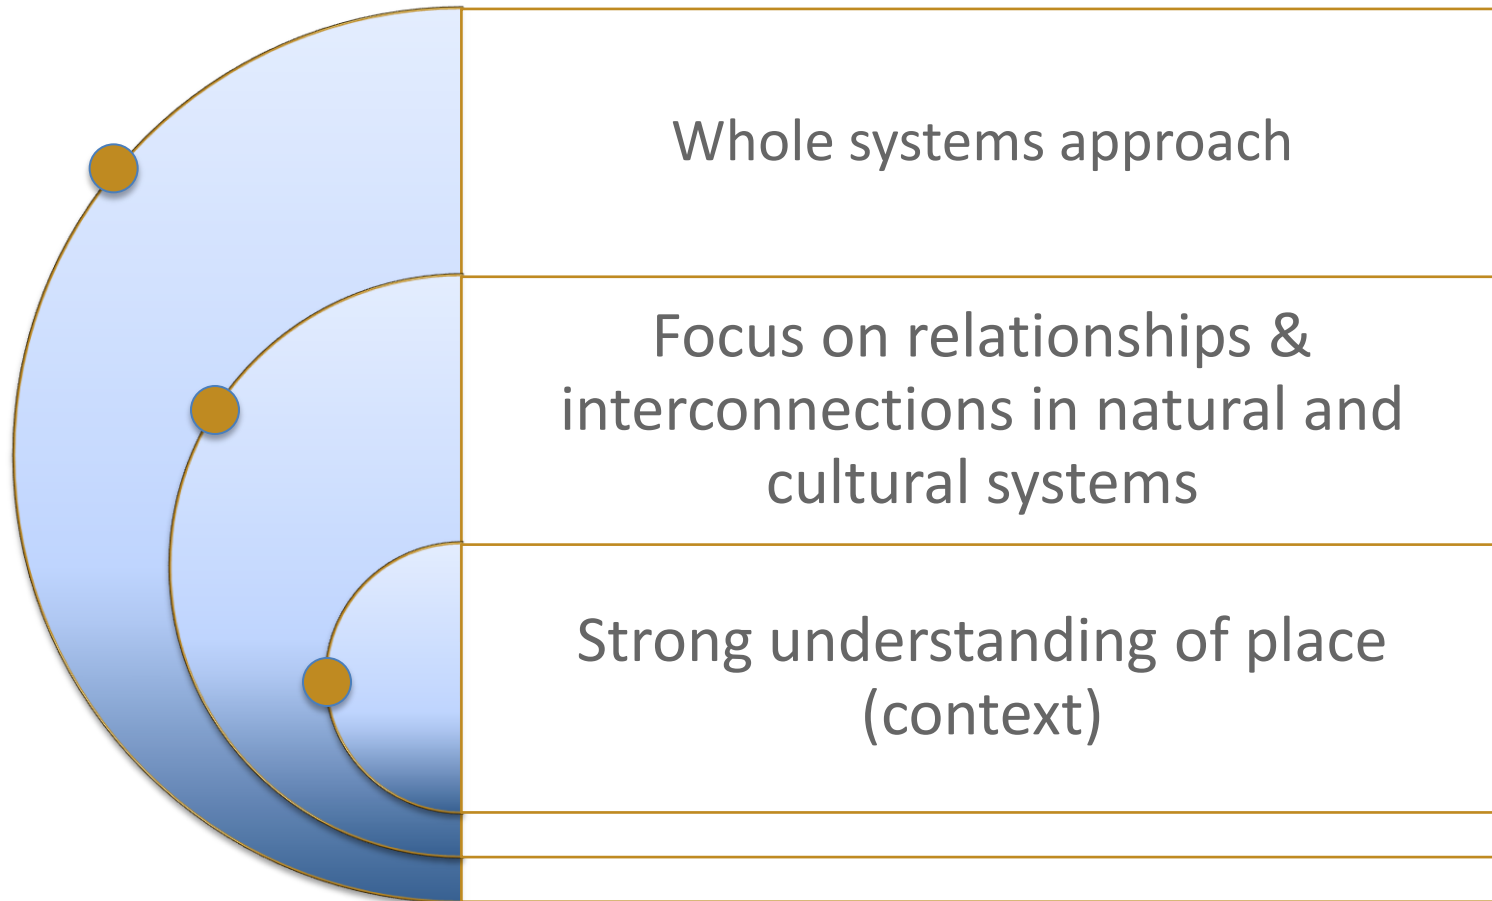 Whole systems approach
Focus on relationships &
interconnections in natural and
cultural systems
Strong understanding of place
(context)